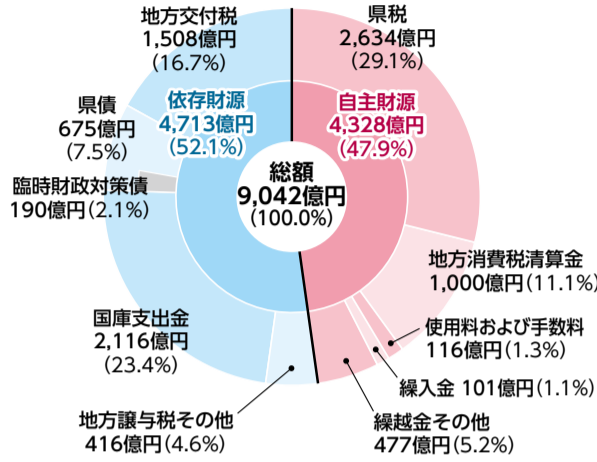 地方交付税
1,508億円
(16.7%)
県税
2,634億円
(29.1%)
県債
675億円
(7.5%)
依存財源
4,713億円
(52.1%)
自主財源
4,328億円
(47.9%)
総額
9,042億円
(100.0%)
臨時財政対策債
190億円(2.1%)
地方消費税清算金
1,000億円(11.1%)
国庫支出金
2,116億円
(23.4%)
使用料および手数料
116億円(1.3%)
繰入金 101億円(1.1%)
地方譲与税その他
416億円(4.6%)
繰越金その他
477億円(5.2%)